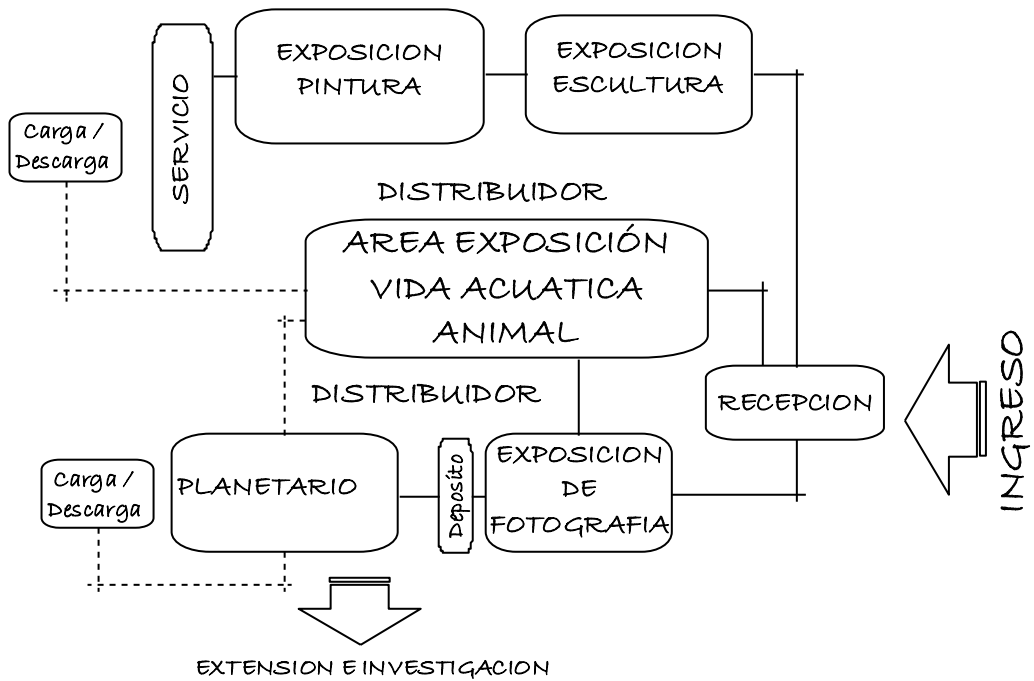 EXPOSICION
PINTURA
EXPOSICION
ESCULTURA
SERVICIO
Carga /
Descarga
DISTRIBUIDOR
AREA EXPOSICIÓN
VIDA ACUATICA
ANIMAL
DISTRIBUIDOR
RECEPCION
INGRESO
EXPOSICION
DE
FOTOGRAFIA
Deposíto
PLANETARIO
Carga /
Descarga
EXTENSION E INVESTIGACION